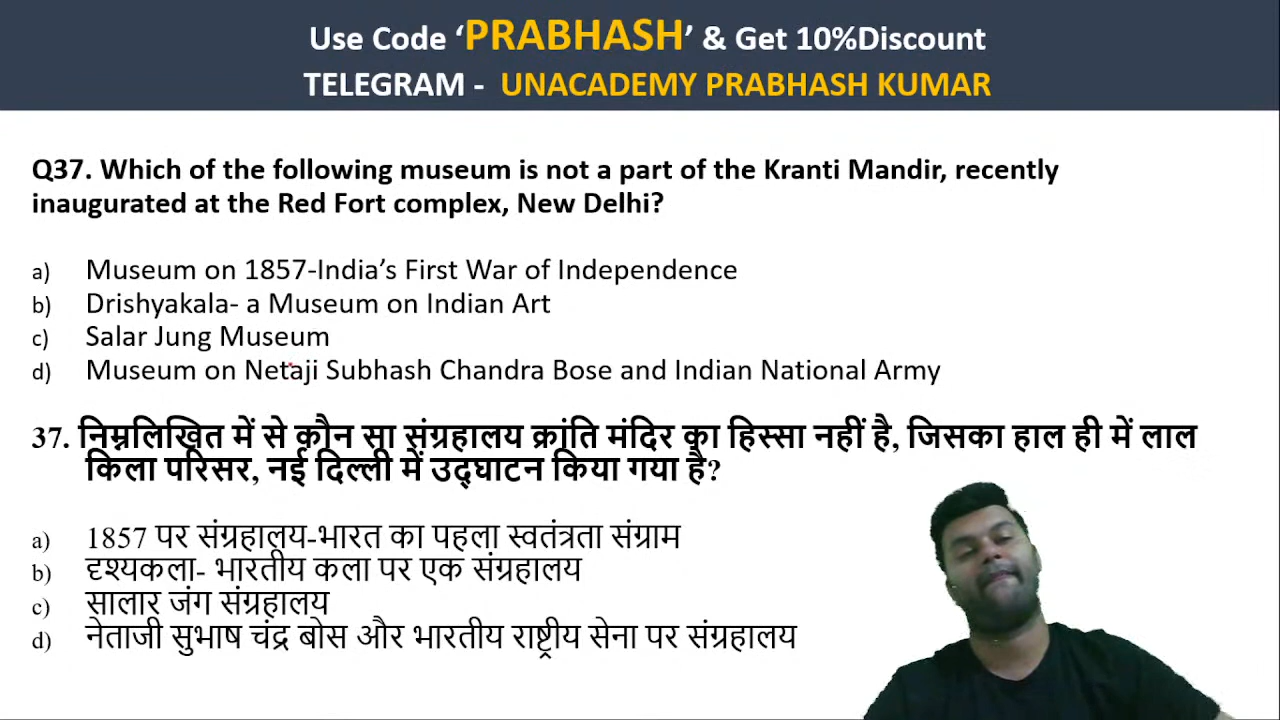 Use Code ‘PRABHASH’ & Get 10%Discount
TELEGRAM - UNACADEMY PRABHASH KUMAR
Q37. Which of the following museum is not a part of the Kranti Mandir, recently
inaugurated at the Red Fort complex, New Delhi?
a) Museum on 1857-India’s First War of Independence
b) Drishyakala- a Museum on Indian Art
c) Salar Jung Museum
d) Museum on Netaji Subhash Chandra Bose and Indian National Army
37. निम्नलिखित में से कौन सा संग्रहालय क्रांति मंदिर का हिस्सा नहीं है, जिसका हाल ही में लाल
किला परिसर, नई दिल्ली में उद्घाटन किया गया है?
a) 1857 पर संग्रहालय-भारत का पहला स्वतंत्रता संग्राम
b) दृश्यकला- भारतीय कला पर एक संग्रहालय
c) सालार जंग संग्रहालय
d) नेताजी सुभाष चंद्र बोस और भारतीय राष्ट्रीय सेना पर संग्रहालय